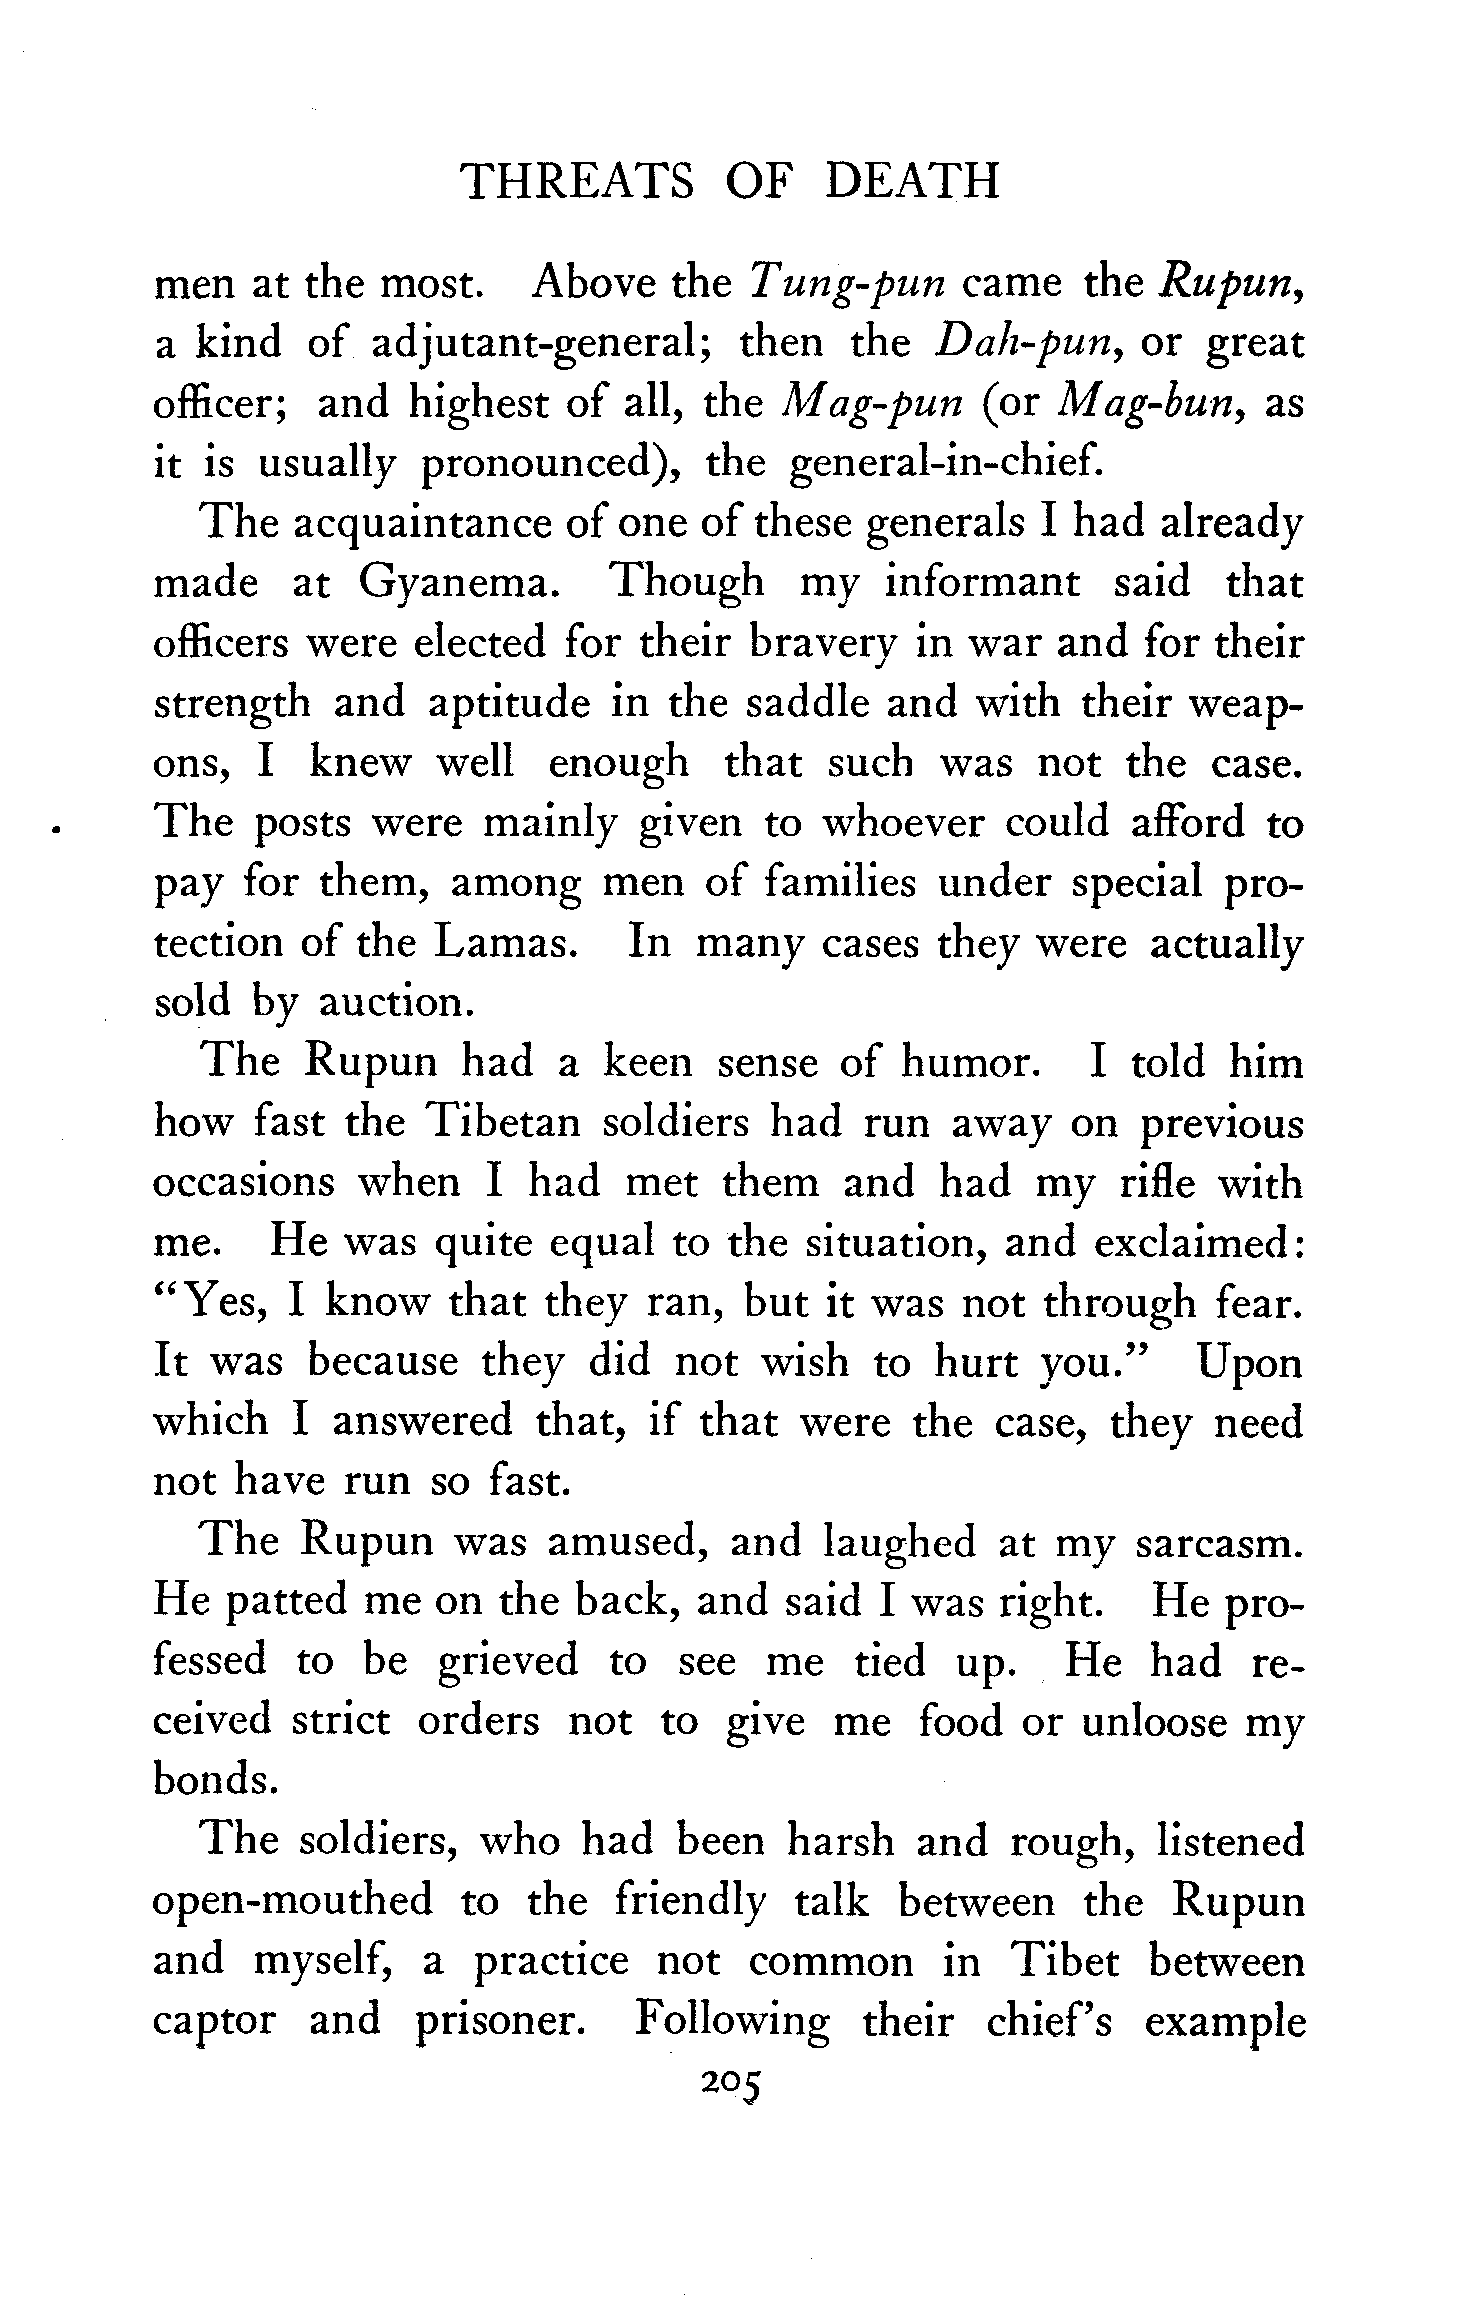 THREATS OF DEATH
men at the most. Above the Tung-pun came the Rupun,
a kind of adjutant-general; then the Dah-pun, or great
officer; and highest of all, the Mag-pun (or Mag-bun, as
it is usually pronounced), the general-in-chief.
The acquaintance of one of these generals I had already
made at Gyanema. Though my informant said that
officers were elected for their bravery in war and for their
strength and aptitude in the saddle and with their weap-
ons, I knew well enough that such was not the case.
The posts were mainly given to whoever could afford to
pay for them, among men of families under special pro-
tection of the Lamas. In many cases they were actually
sold by auction.
The Rupun had a keen sense of humor. I told him
how fast the Tibetan soldiers had run away on previous
occasions when I had met them and had my rifle with
me. He was quite equal to the situation, and exclaimed:
“Yes, I know that they ran, but it was not through fear.
It was because they did not wish to hurt you.” Upon
which I answered that, if that were the case, they need
not have run so fast.
The Rupun was amused, and laughed at my sarcasm.
He patted me on the back, and said I was right. He pro-
fessed to be grieved to see me tied up. He had re-
ceived strict orders not to give me food or unloose my
bonds.
The soldiers, who had been harsh and rough, listened
open-mouthed to the friendly talk between the Rupun
and myself, a practice not common in Tibet between
captor and prisoner. Following their chief’s example
205